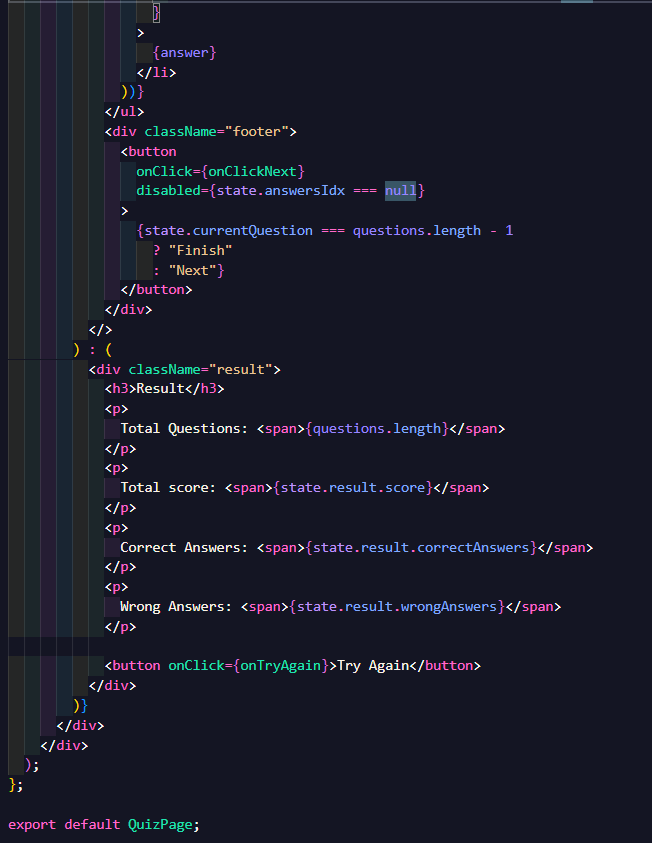 }
>
{answer}
</li>
))}
</ul>
<div className="footer">
<button
onClick={onClickNext}
disabled={state.answersIdx === null}
>
{state.currentQuestion === questions.length - 1
? "Finish"
: "Next"}
</button>
</div>
</>
) : (
<div className="result">
<h3>Result</h3>
<p>
Total Questions: <span>{questions.length}</span>
</p>
<p>
Total score: <span>{state.result.score}</span>
</p>
<p>
Correct Answers: <span>{state.result.correctAnswers}</span>
</p>
<p>
Wrong Answers: <span>{state.result.wrongAnswers}</span>
</p>
<button onClick={onTryAgain}>Try Again</button>
</div>
)}
</div>
</div>
);
};
export default QuizPage;